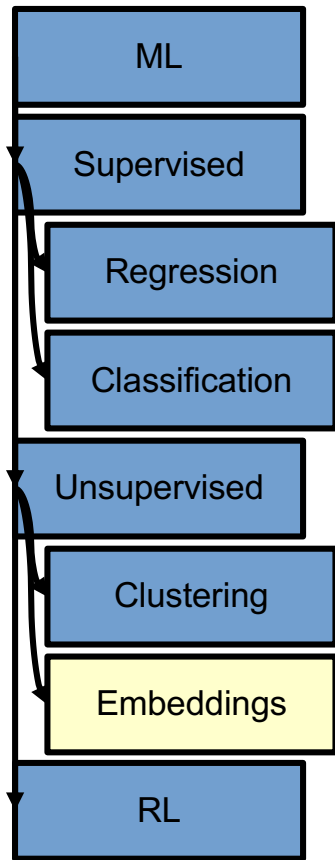 ML
Supervised
Regression
Classification
Unsupervised
Clustering
Embeddings
RL